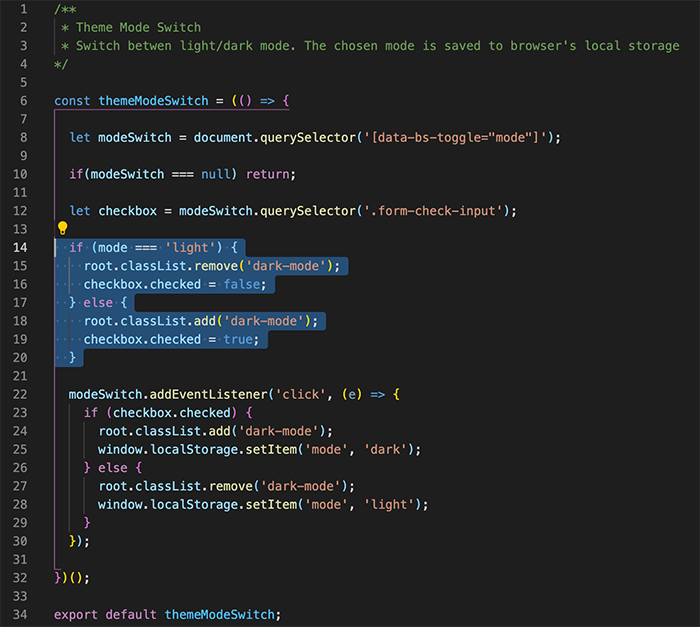 1 /**
2  * Theme Mode Switch
3  * Switch betwen light/dark mode. The chosen mode is saved to browser's local storage
4 */
5
6 const themeModeSwitch = (() => {
7
8   let modeSwitch = document.querySelector('[data-bs-toggle="mode"]');
9
10   if(modeSwitch === null) return;
11
12   let checkbox = modeSwitch.querySelector('.form-check-input');
13
14   if (mode === 'light') {
15     root.classList.remove('dark-mode');
16     checkbox.checked = false;
17   } else {
18     root.classList.add('dark-mode');
19     checkbox.checked = true;
20   }
21
22   modeSwitch.addEventListener('click', (e) => {
23     if (checkbox.checked) {
24       root.classList.add('dark-mode');
25       window.localStorage.setItem('mode', 'dark');
26     } else {
27       root.classList.remove('dark-mode');
28       window.localStorage.setItem('mode', 'light');
29     }
30   });
31
32 })();
33
34 export default themeModeSwitch;